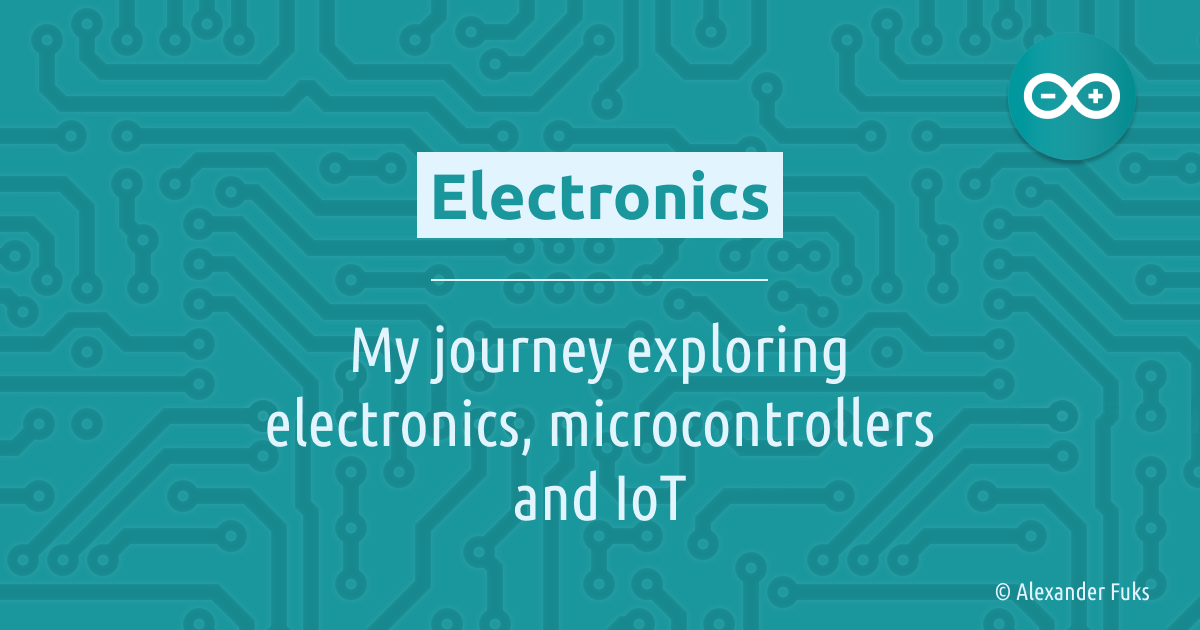 Electronics
My journey exploring
electronics, microcontrollers
and IoT
© Alexander Fuks